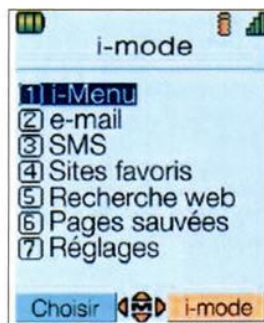 i-mode
1 i-Menu
2 e-mail
3 SMS
4 Sites favoris
5 Recherche web
6 Pages sauvées
7 Réglages
Choisir i-mode